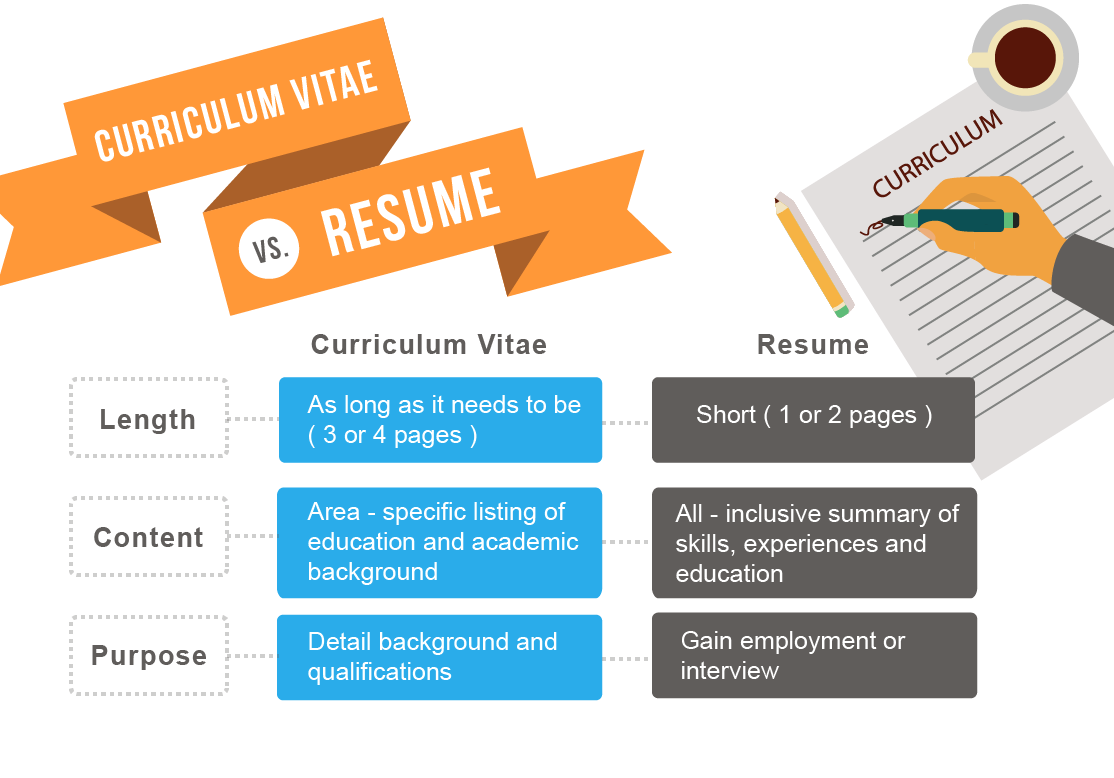 CURRICULUM VITAE
VS. RESUME
CURRICULUM
Curriculum Vitae
Resume
Length
As long as it needs to be
( 3 or 4 pages )
Short ( 1 or 2 pages )
Content
Area - specific listing of
education and academic
background
All - inclusive summary of
skills, experiences and
education
Purpose
Detail background and
qualifications
Gain employment or
interview